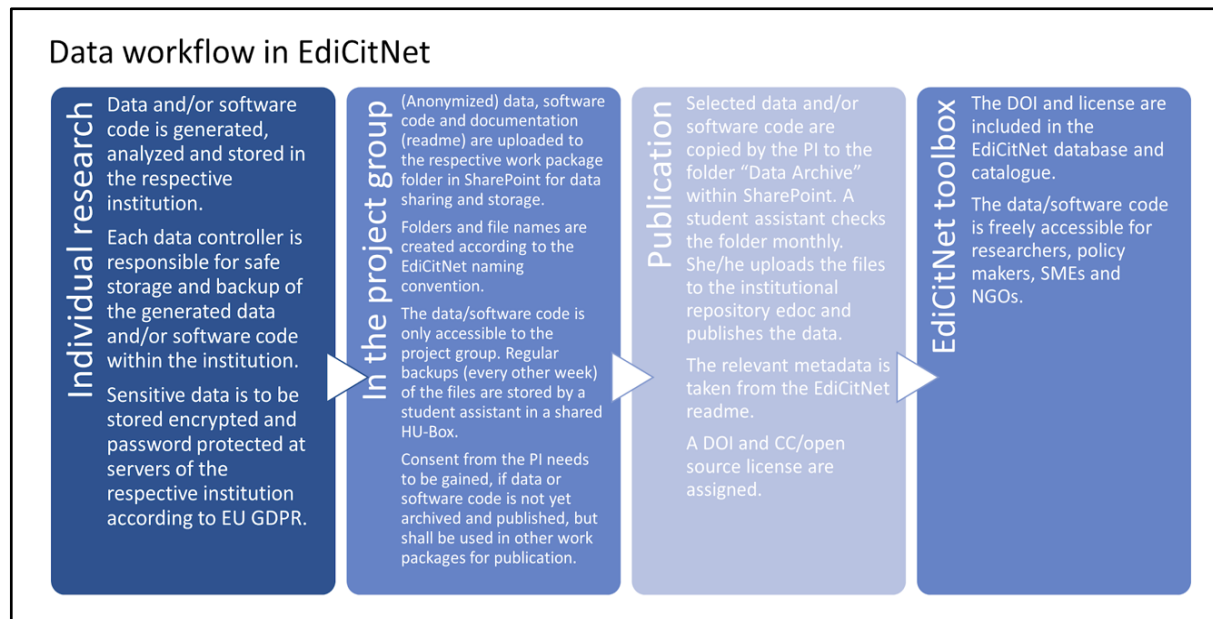 Data workflow in EdiCitNet
Individual research
Data and/or software
code is generated,
analyzed and stored in
the respective
institution.
Each data controller is
responsible for safe
storage and backup of
the generated data
and/or software code
within the institution.
Sensitive data is to be
stored encrypted and
password protected at
servers of the
respective institution
according to EU GDPR.
In the project group
(Anonymized) data, software
code and documentation
(readme) are uploaded to
the respective work package
folder in SharePoint for data
sharing and storage.
Folders and file names are
created according to the
EdiCitNet naming
convention.
The data/software code is
only accessible to the
project group. Regular
backups (every other week)
of the files are stored by a
student assistant in a shared
HU-Box.
Consent from the PI needs
to be gained, if data or
software code is not yet
archived and published, but
shall be used in other work
packages for publication.
Publication
Selected data and/or
software code are
copied by the PI to the
folder “Data Archive”
within SharePoint. A
student assistant checks
the folder monthly.
She/he uploads the files
to the institutional
repository edoc and
publishes the data.
The relevant metadata is
taken from the EdiCitNet
readme.
A DOI and CC/open
source license are
assigned.
EdiCitNet toolbox
The DOI and license are
included in the
EdiCitNet database and
catalogue.
The data/software code
is freely accessible for
researchers, policy
makers, SMEs and
NGOs.